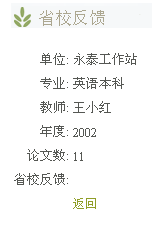 省校反馈
单位: 永泰工作站
专业: 英语本科
教师: 王小红
年度: 2002
论文数: 11
省校反馈:
返回